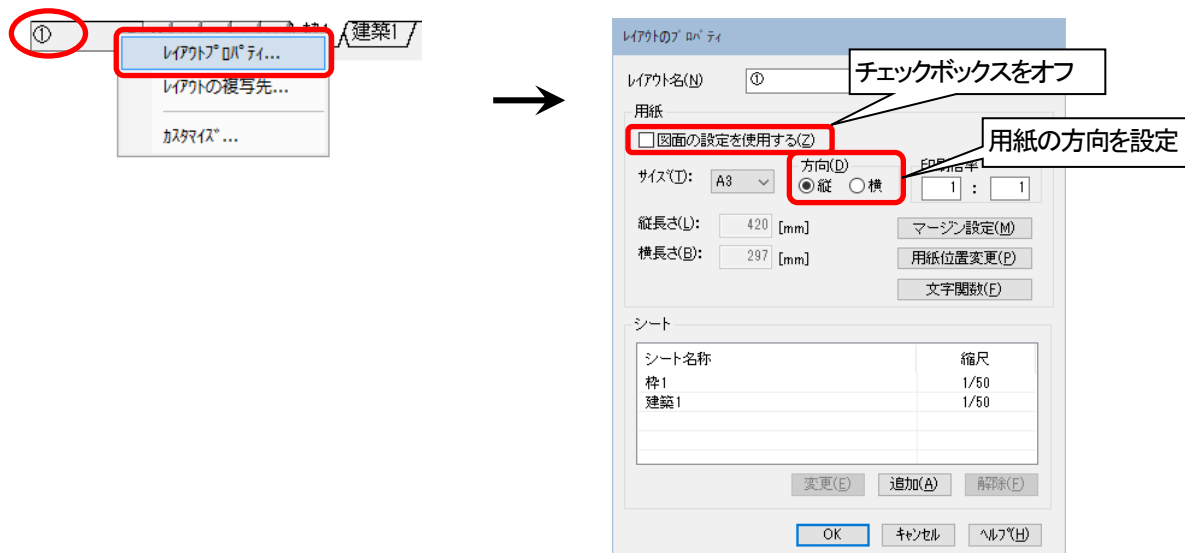 ①
枠1
建築1
レイアウトプロパティ...
レイアウトの複写先...
カスタマイズ...
レイアウトのプロパティ
レイアウト名(N)
①
チェックボックスをオフ
用紙
図面の設定を使用する(Z)
用紙の方向を設定
サイズ(T):
A3
方向(D)
縦
横
印刷倍率
1 : 1
縦長さ(L): 420 [mm]
マージン設定(M)
横長さ(B): 297 [mm]
用紙位置変更(P)
文字関数(F)
シート
シート名称 縮尺
枠1 1/50
建築1 1/50
変更(E) 追加(A) 解除(F)
OK キャンセル ヘルプ(H)